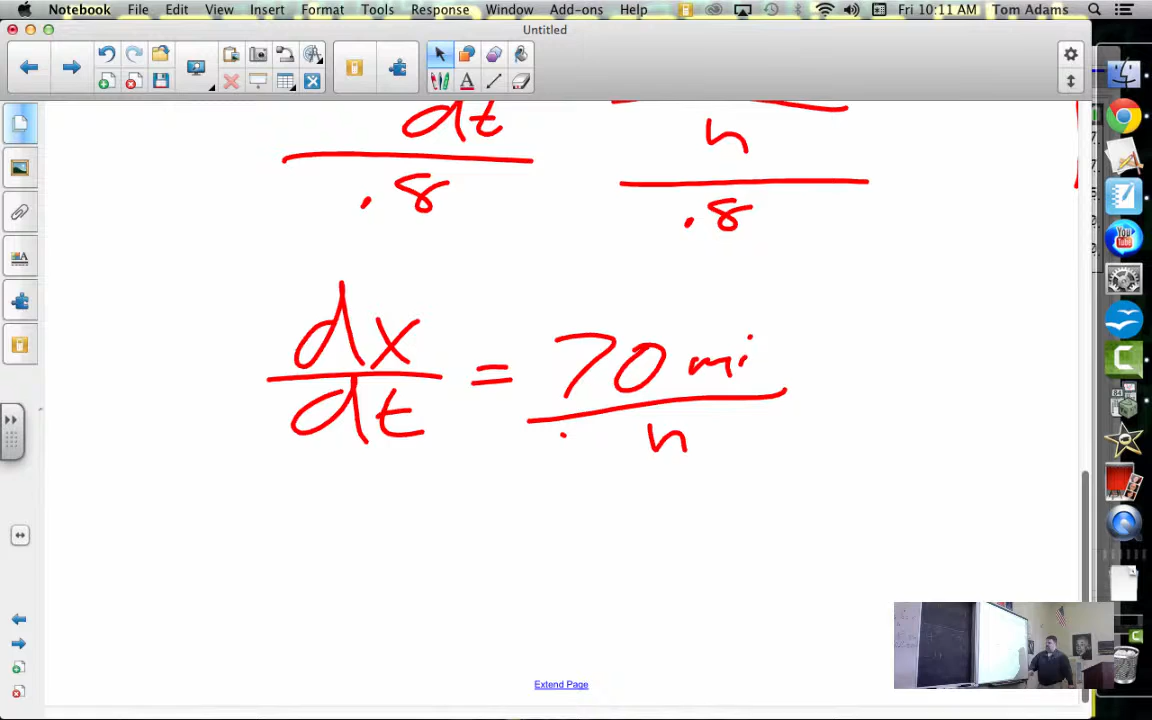 Notebook File Edit View Insert Format Tools Response Window Add-ons Help Fri 10:11 AM Tom Adams
Untitled
dt
h
.8
.8
dx
dt
=
70 mi
h
Extend Page